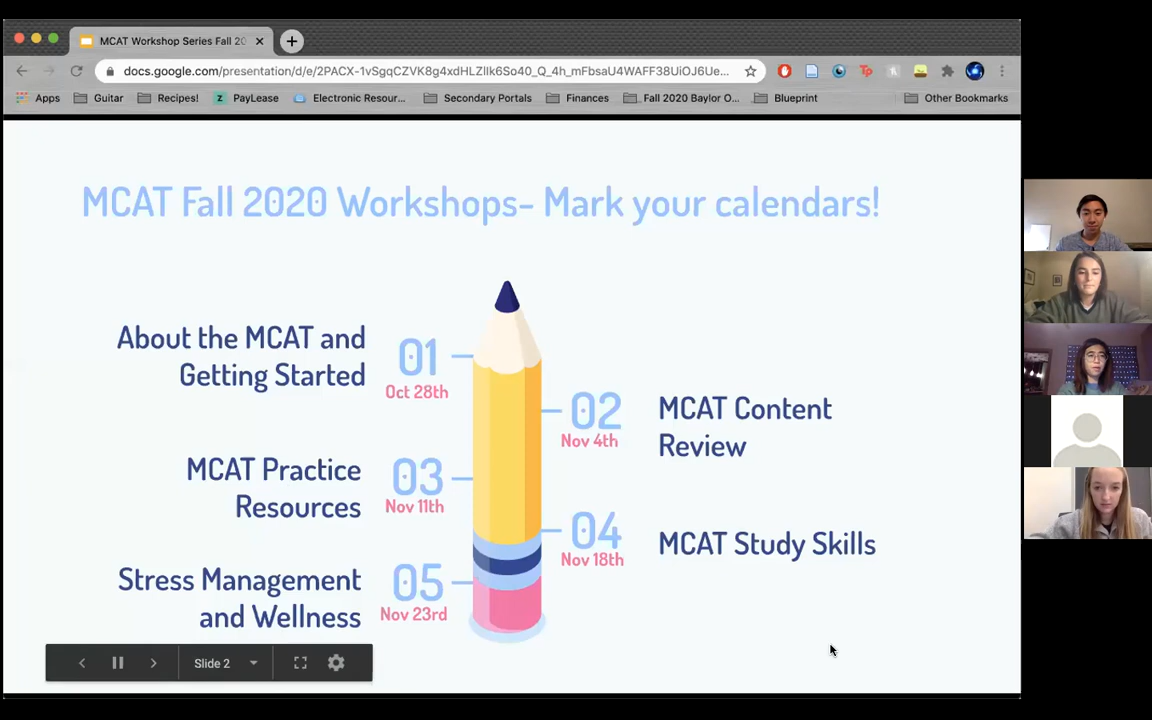 MCAT Workshop Series Fall 20
docs.google.com/presentation/d/e/2PACX-1vSgqCZVK8g4xdHLZIlk6So40_Q_4h_mFbsaU4WAFF38UiOJ6Ue...
Apps Guitar Recipes! PayLease Electronic Resour... Secondary Portals Finances Fall 2020 Baylor O... Blueprint Other Bookmarks
MCAT Fall 2020 Workshops- Mark your calendars!
About the MCAT and
Getting Started
01
Oct 28th
02
Nov 4th
MCAT Content
Review
MCAT Practice
Resources
03
Nov 11th
04
Nov 18th
MCAT Study Skills
Stress Management
and Wellness
05
Nov 23rd
Slide 2